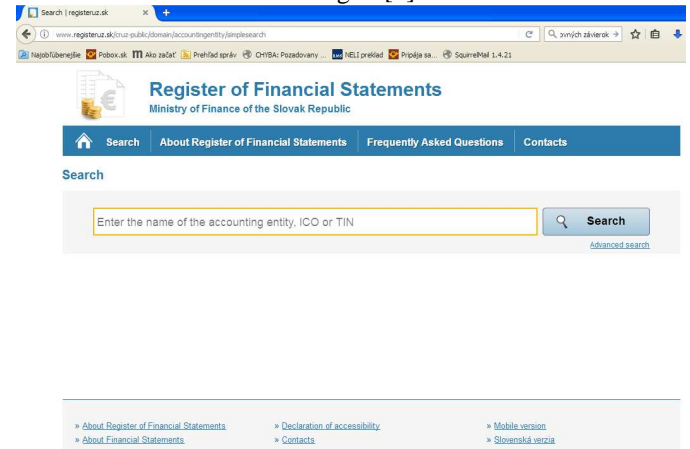 Search | registeruz.sk × +
www.registeruz.sk/cruz-public/domain/accountingentity/simplesearch ovných závierok
Najobľúbenejšie Pobox.sk Ako začať Prehľad správ CHYBA: Pozadovany ... NELI preklad Pripája sa... SquirrelMail 1.4.21
Register of Financial Statements
Ministry of Finance of the Slovak Republic
Search About Register of Financial Statements Frequently Asked Questions Contacts
Search
Enter the name of the accounting entity, ICO or TIN Search
Advanced search
» About Register of Financial Statements » Declaration of accessibility » Mobile version
» About Financial Statements » Contacts » Slovenská verzia